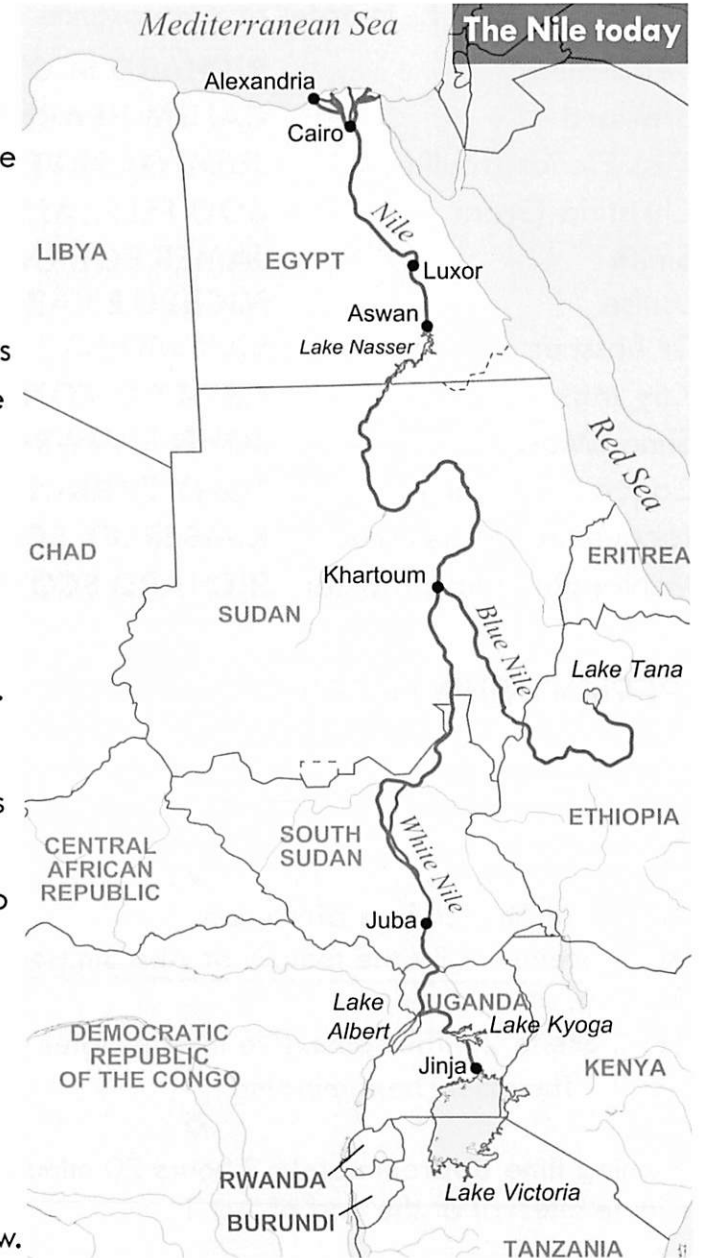 Mediterranean Sea
The Nile today
Alexandria
Cairo
e
Nile
LIBYA
EGYPT
Luxor
Aswan
Lake Nasser
s
e
Red Sea
CHAD
ERITREA
Khartoum
SUDAN
Blue Nile
Lake Tana
s
ETHIOPIA
CENTRAL
AFRICAN
REPUBLIC
SOUTH
SUDAN
White Nile
Juba
Lake
Albert
UGANDA
Lake Kyoga
DEMOCRATIC
REPUBLIC
OF THE CONGO
Jinja
KENYA
RWANDA
BURUNDI
Lake Victoria
TANZANIA
w.